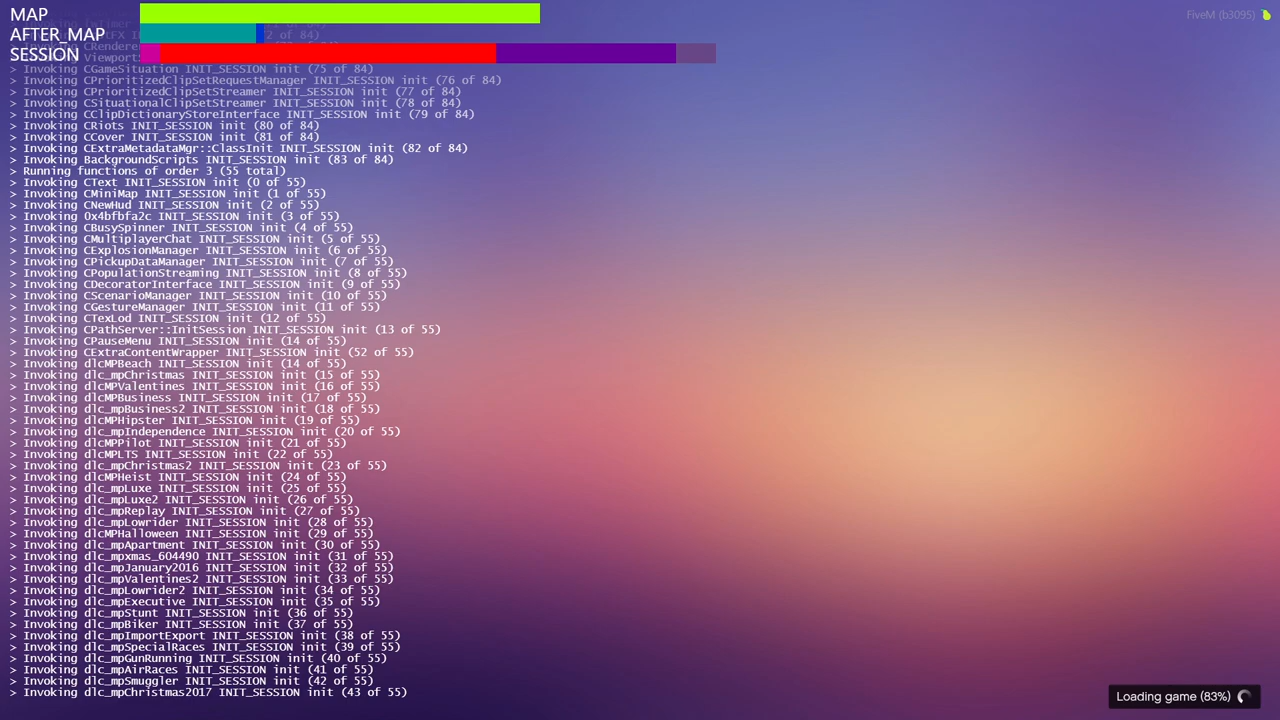 MAP
FiveM (b3095)
AFTER_MAP
SESSION
> Invoking CGameSituation INIT_SESSION init (75 of 84)
> Invoking CPrioritizedClipSetRequestManager INIT_SESSION init (76 of 84)
> Invoking CPrioritizedClipSetStreamer INIT_SESSION init (77 of 84)
> Invoking CSituationalClipSetStreamer INIT_SESSION init (78 of 84)
> Invoking CClipDictionaryStoreInterface INIT_SESSION init (79 of 84)
> Invoking CRiots INIT_SESSION init (80 of 84)
> Invoking CCover INIT_SESSION init (81 of 84)
> Invoking CExtraMetadataMgr::ClassInit INIT_SESSION init (82 of 84)
> Invoking BackgroundScripts INIT_SESSION init (83 of 84)
> Running functions of order 3 (55 total)
> Invoking CText INIT_SESSION init (0 of 55)
> Invoking CMiniMap INIT_SESSION init (1 of 55)
> Invoking CNewHud INIT_SESSION init (2 of 55)
> Invoking 0x4bfbfa2c INIT_SESSION init (3 of 55)
> Invoking CBusySpinner INIT_SESSION init (4 of 55)
> Invoking CMultiplayerChat INIT_SESSION init (5 of 55)
> Invoking CExplosionManager INIT_SESSION init (6 of 55)
> Invoking CPickupDataManager INIT_SESSION init (7 of 55)
> Invoking CPopulationStreaming INIT_SESSION init (8 of 55)
> Invoking CDecoratorInterface INIT_SESSION init (9 of 55)
> Invoking CScenarioManager INIT_SESSION init (10 of 55)
> Invoking CGestureManager INIT_SESSION init (11 of 55)
> Invoking CTexLod INIT_SESSION init (12 of 55)
> Invoking CPathServer::InitSession INIT_SESSION init (13 of 55)
> Invoking CPauseMenu INIT_SESSION init (14 of 55)
> Invoking CExtraContentWrapper INIT_SESSION init (52 of 55)
> Invoking dlcMPBeach INIT_SESSION init (14 of 55)
> Invoking dlc_mpChristmas INIT_SESSION init (15 of 55)
> Invoking dlcMPValentines INIT_SESSION init (16 of 55)
> Invoking dlcMPBusiness INIT_SESSION init (17 of 55)
> Invoking dlc_mpBusiness2 INIT_SESSION init (18 of 55)
> Invoking dlcMPHipster INIT_SESSION init (19 of 55)
> Invoking dlc_mpIndependence INIT_SESSION init (20 of 55)
> Invoking dlcMPPilot INIT_SESSION init (21 of 55)
> Invoking dlcMPLTS INIT_SESSION init (22 of 55)
> Invoking dlc_mpChristmas2 INIT_SESSION init (23 of 55)
> Invoking dlcMPHeist INIT_SESSION init (24 of 55)
> Invoking dlc_mpLuxe INIT_SESSION init (25 of 55)
> Invoking dlc_mpLuxe2 INIT_SESSION init (26 of 55)
> Invoking dlc_mpReplay INIT_SESSION init (27 of 55)
> Invoking dlc_mpLowrider INIT_SESSION init (28 of 55)
> Invoking dlcMPHalloween INIT_SESSION init (29 of 55)
> Invoking dlc_mpApartment INIT_SESSION init (30 of 55)
> Invoking dlc_mpxmas_604490 INIT_SESSION init (31 of 55)
> Invoking dlc_mpJanuary2016 INIT_SESSION init (32 of 55)
> Invoking dlc_mpValentines2 INIT_SESSION init (33 of 55)
> Invoking dlc_mpLowrider2 INIT_SESSION init (34 of 55)
> Invoking dlc_mpExecutive INIT_SESSION init (35 of 55)
> Invoking dlc_mpStunt INIT_SESSION init (36 of 55)
> Invoking dlc_mpBiker INIT_SESSION init (37 of 55)
> Invoking dlc_mpImportExport INIT_SESSION init (38 of 55)
> Invoking dlc_mpSpecialRaces INIT_SESSION init (39 of 55)
> Invoking dlc_mpGunRunning INIT_SESSION init (40 of 55)
> Invoking dlc_mpAirRaces INIT_SESSION init (41 of 55)
> Invoking dlc_mpSmuggler INIT_SESSION init (42 of 55)
> Invoking dlc_mpChristmas2017 INIT_SESSION init (43 of 55)
Loading game (83%)